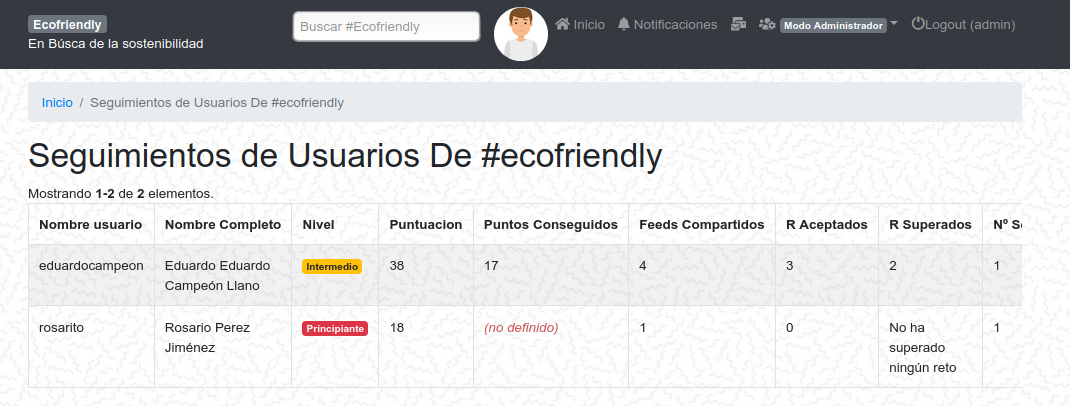 Ecofriendly
En Búsca de la sostenibilidad
Buscar #Ecofriendly
Inicio
Notificaciones
Modo Administrador
Logout (admin)
Inicio / Seguimientos de Usuarios De #ecofriendly
Seguimientos de Usuarios De #ecofriendly
Mostrando 1-2 de 2 elementos.
Nombre usuario Nombre Completo Nivel Puntuacion Puntos Conseguidos Feeds Compartidos R Aceptados R Superados Nº
eduardocampeon Eduardo Eduardo Intermedio 38 17 4 3 2 1
Campeón Llano
rosarito Rosario Perez Principiante 18 (no definido) 1 0 No ha 1
Jiménez superado
ningún reto